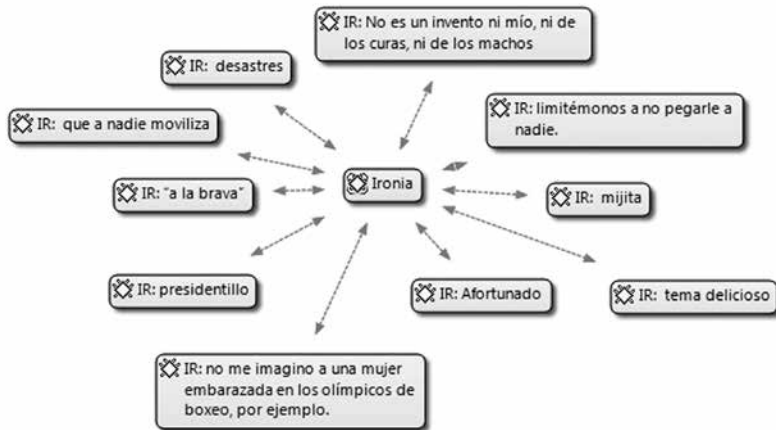 IR: No es un invento ni mío, ni de
los curas, ni de los machos
IR: desastres
IR: limitémonos a no pegarle a
nadie.
IR: que a nadie moviliza
Ironia
IR: "a la brava"
IR: mijita
IR: presidentillo
IR: Afortunado
IR: tema delicioso
IR: no me imagino a una mujer
embarazada en los olímpicos de
boxeo, por ejemplo.